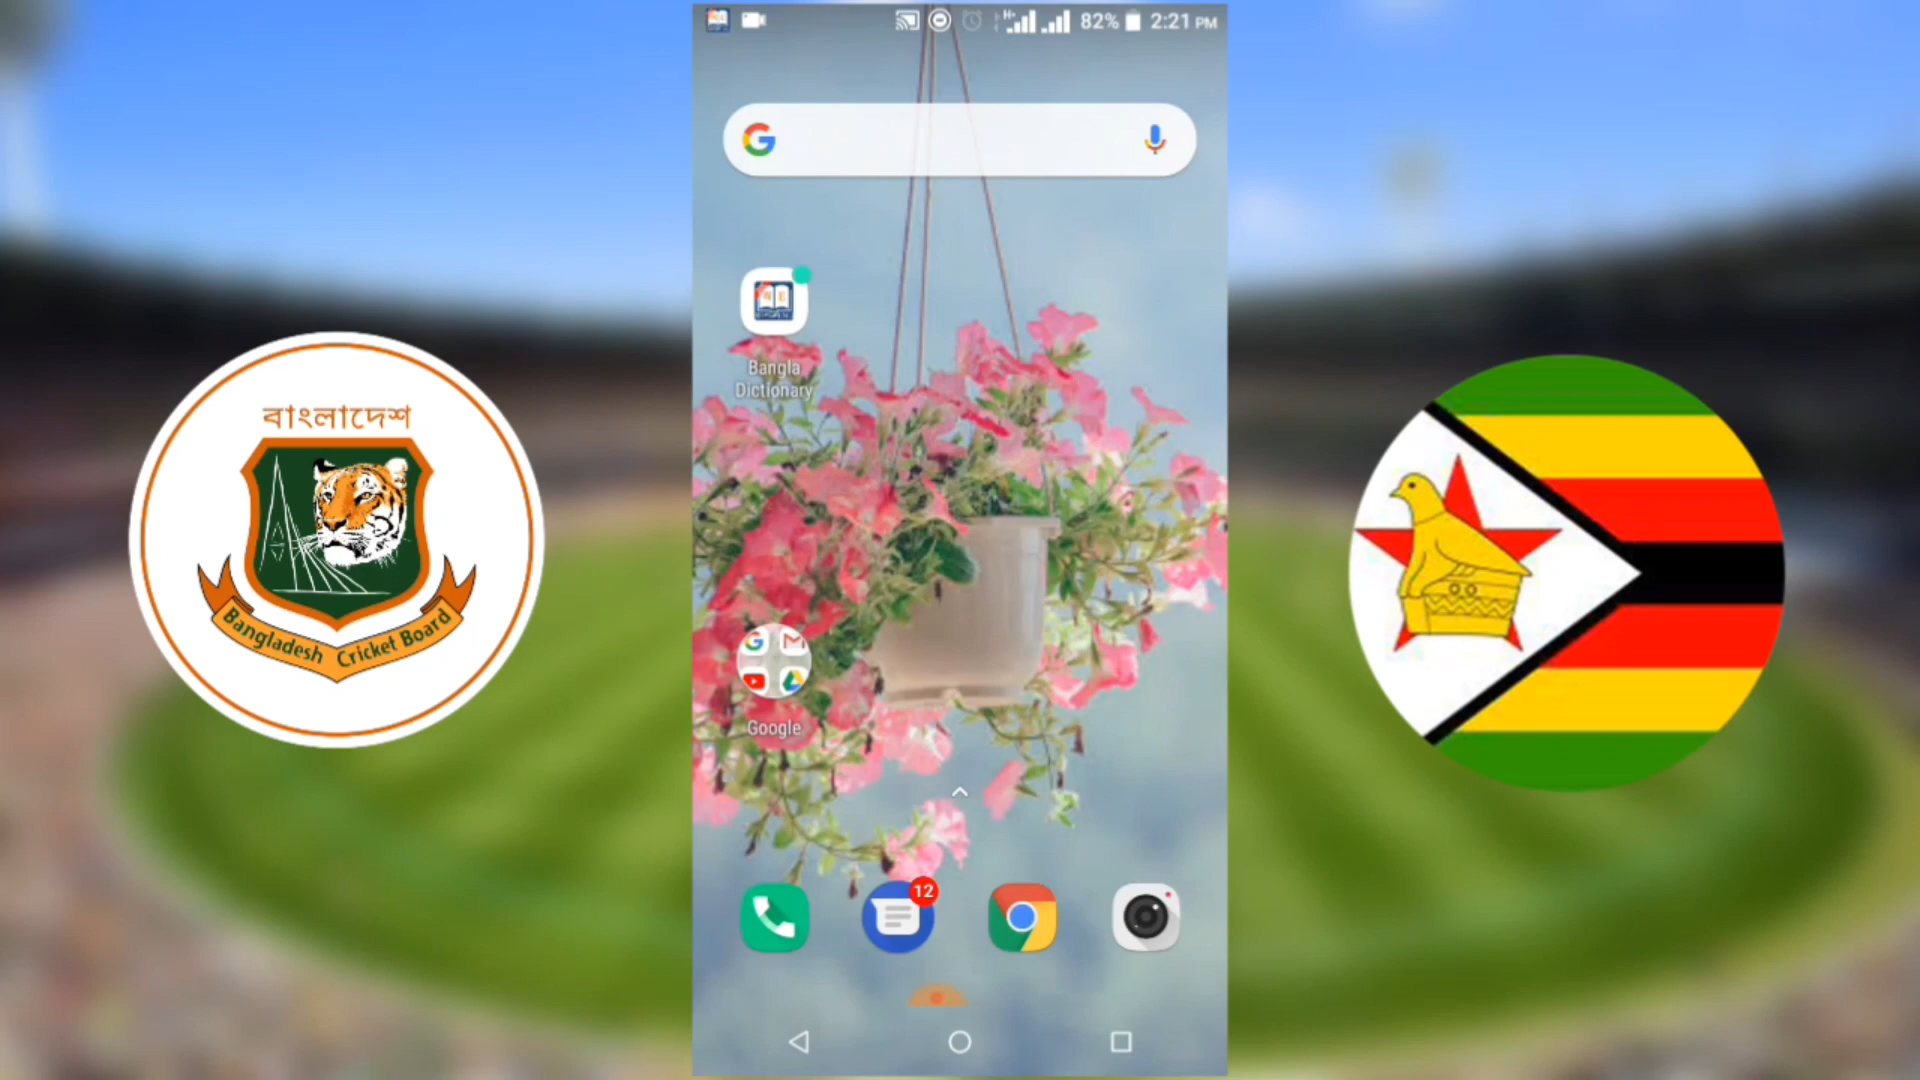 82% 2:21 PM
Bangla
Dictionary
বাংলাদেশ
Bangladesh Cricket Board
Google
12